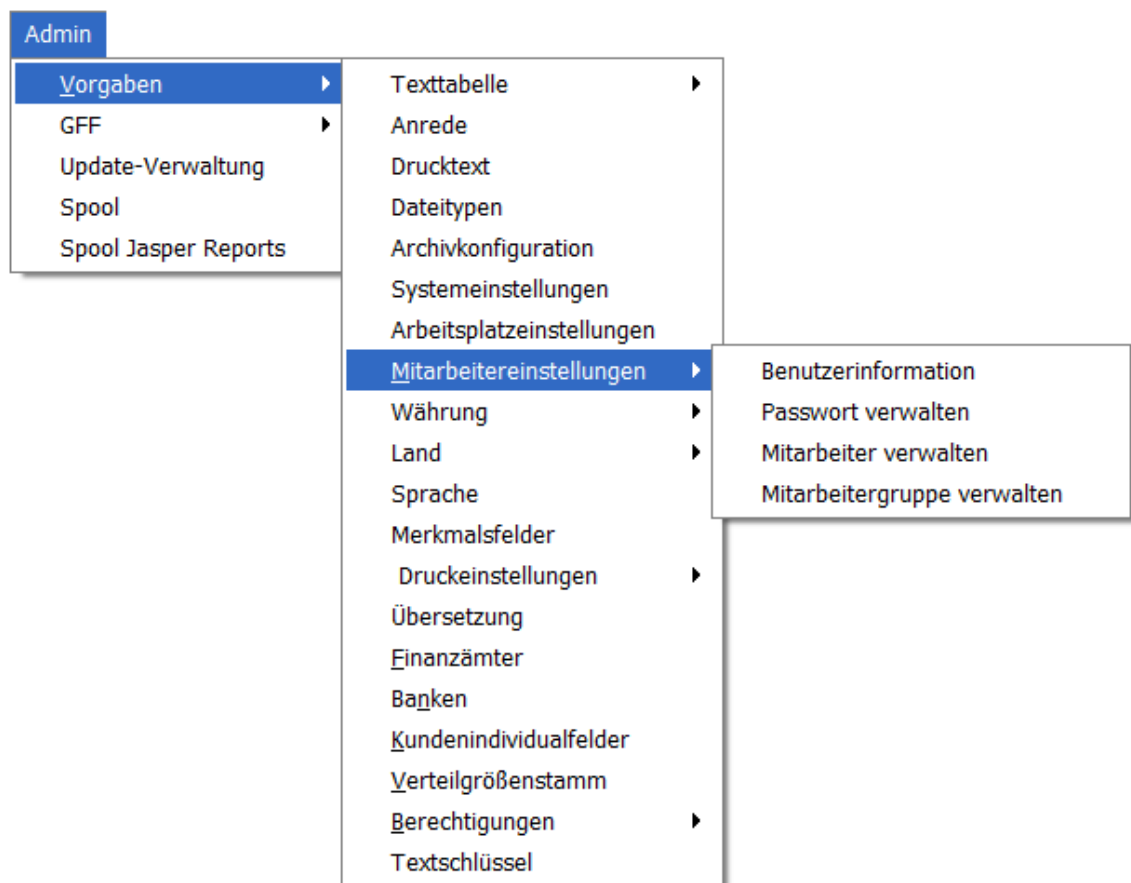 Admin
Vorgaben
GFF
Update-Verwaltung
Spool
Spool Jasper Reports
Texttabelle
Anrede
Drucktext
Dateitypen
Archivkonfiguration
Systemeinstellungen
Arbeitsplatzeinstellungen
Mitarbeitereinstellungen
Währung
Land
Sprache
Merkmalsfelder
Druckeinstellungen
Übersetzung
Finanzämter
Banken
Kundenindividualfelder
Verteilgrößenstamm
Berechtigungen
Textschlüssel
Benutzerinformation
Passwort verwalten
Mitarbeiter verwalten
Mitarbeitergruppe verwalten